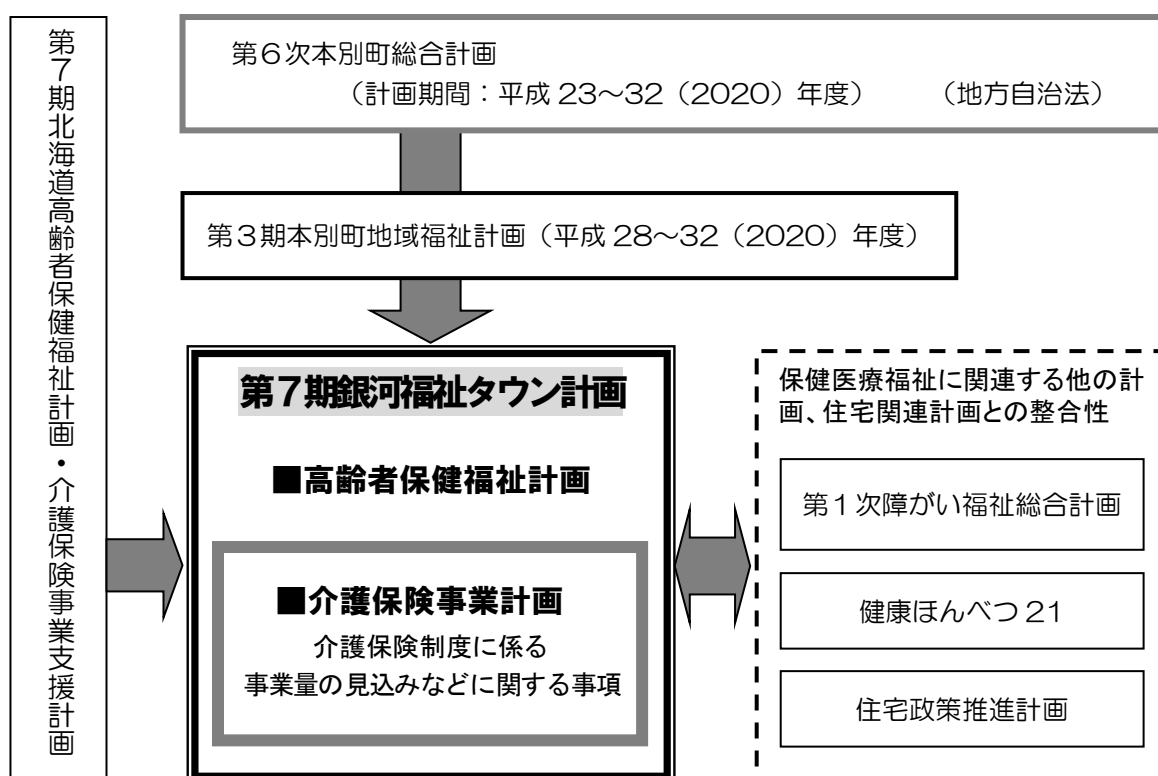 第７期北海道高齢者保健福祉計画・介護保険事業支援計画
第６次本別町総合計画
（計画期間：平成 23～32（2020）年度）　　（地方自治法）
第３期本別町地域福祉計画（平成 28～32（2020）年度）
第７期銀河福祉タウン計画
■高齢者保健福祉計画
■介護保険事業計画
介護保険制度に係る
事業量の見込みなどに関する事項
保健医療福祉に関連する他の計
画、住宅関連計画との整合性
第１次障がい福祉総合計画
健康ほんべつ 21
住宅政策推進計画